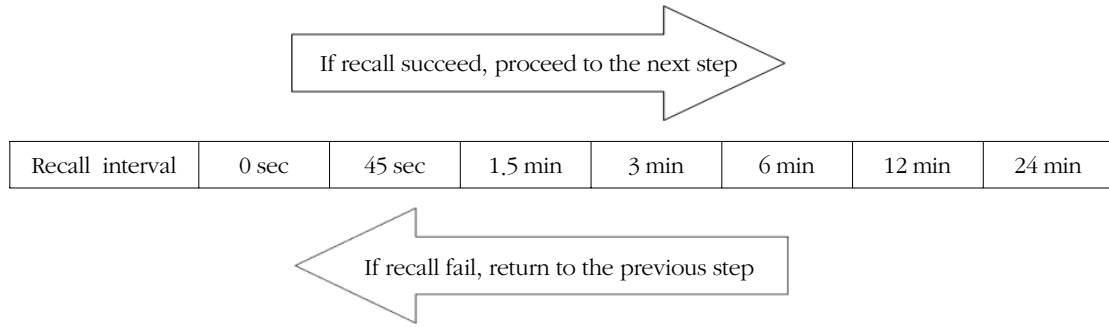 If recall succeed, proceed to the next step
Recall interval 0 sec 45 sec 1.5 min 3 min 6 min 12 min 24 min
If recall fail, return to the previous step